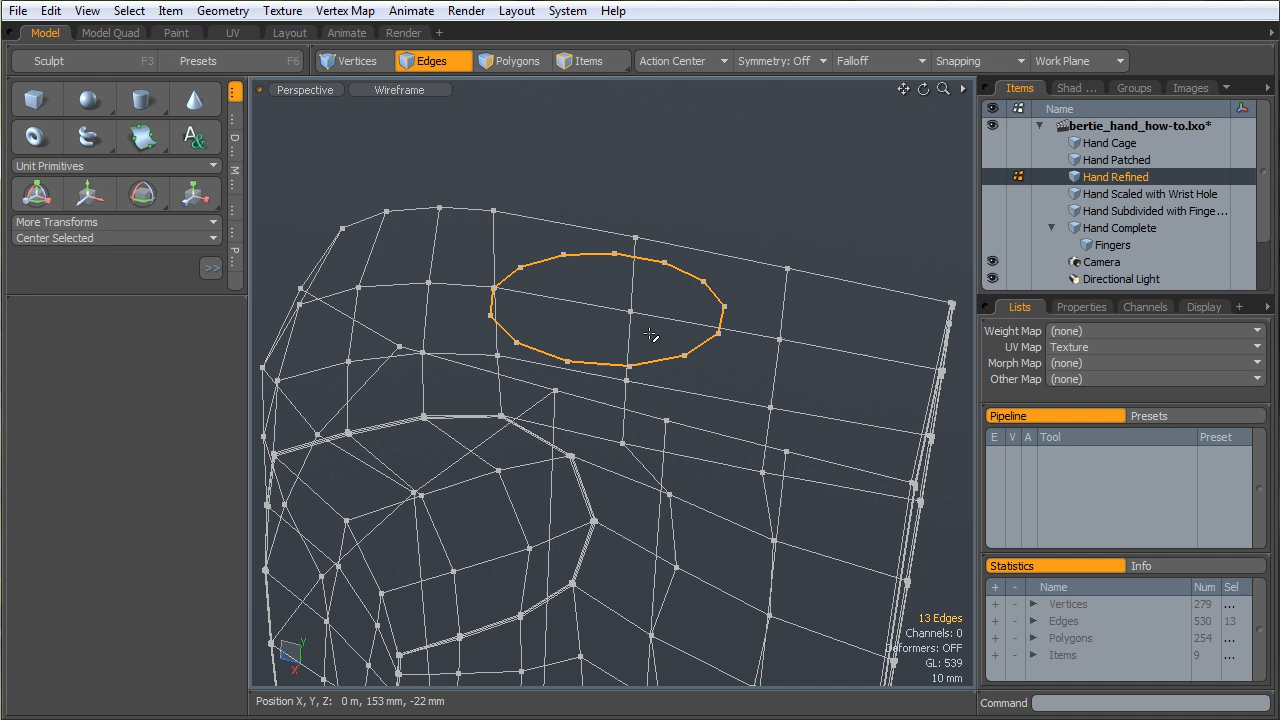 File Edit View Select Item Geometry Texture Vertex Map Animate Render Layout System Help
Model Model Quad Paint UV Layout Animate Render +
Sculpt F3 Presets F6 Vertices Edges Polygons Items Action Center Symmetry: Off Falloff Snapping Work Plane
Perspective Wireframe
Items Shad ... Groups Images
Name
bertie_hand_how-to.lxo*
Hand Cage
Hand Patched
Hand Refined
Hand Scaled with Wrist Hole
Hand Subdivided with Finge...
Hand Complete
Fingers
Camera
Directional Light
D
M
P
Unit Primitives
More Transforms
Center Selected
>>
Lists Properties Channels Display +
Weight Map (none)
UV Map Texture
Morph Map (none)
Other Map (none)
Pipeline Presets
E V A Tool Preset
Statistics Info
+ - Name Num Sel
+ - Vertices 279 ...
+ - Edges 530 13
+ - Polygons 254 ...
+ - Items 9 ...
13 Edges
Channels: 0
Deformers: OFF
GL: 539
10 mm
Y
X
Position X, Y, Z: 0 m, 153 mm, -22 mm
Command